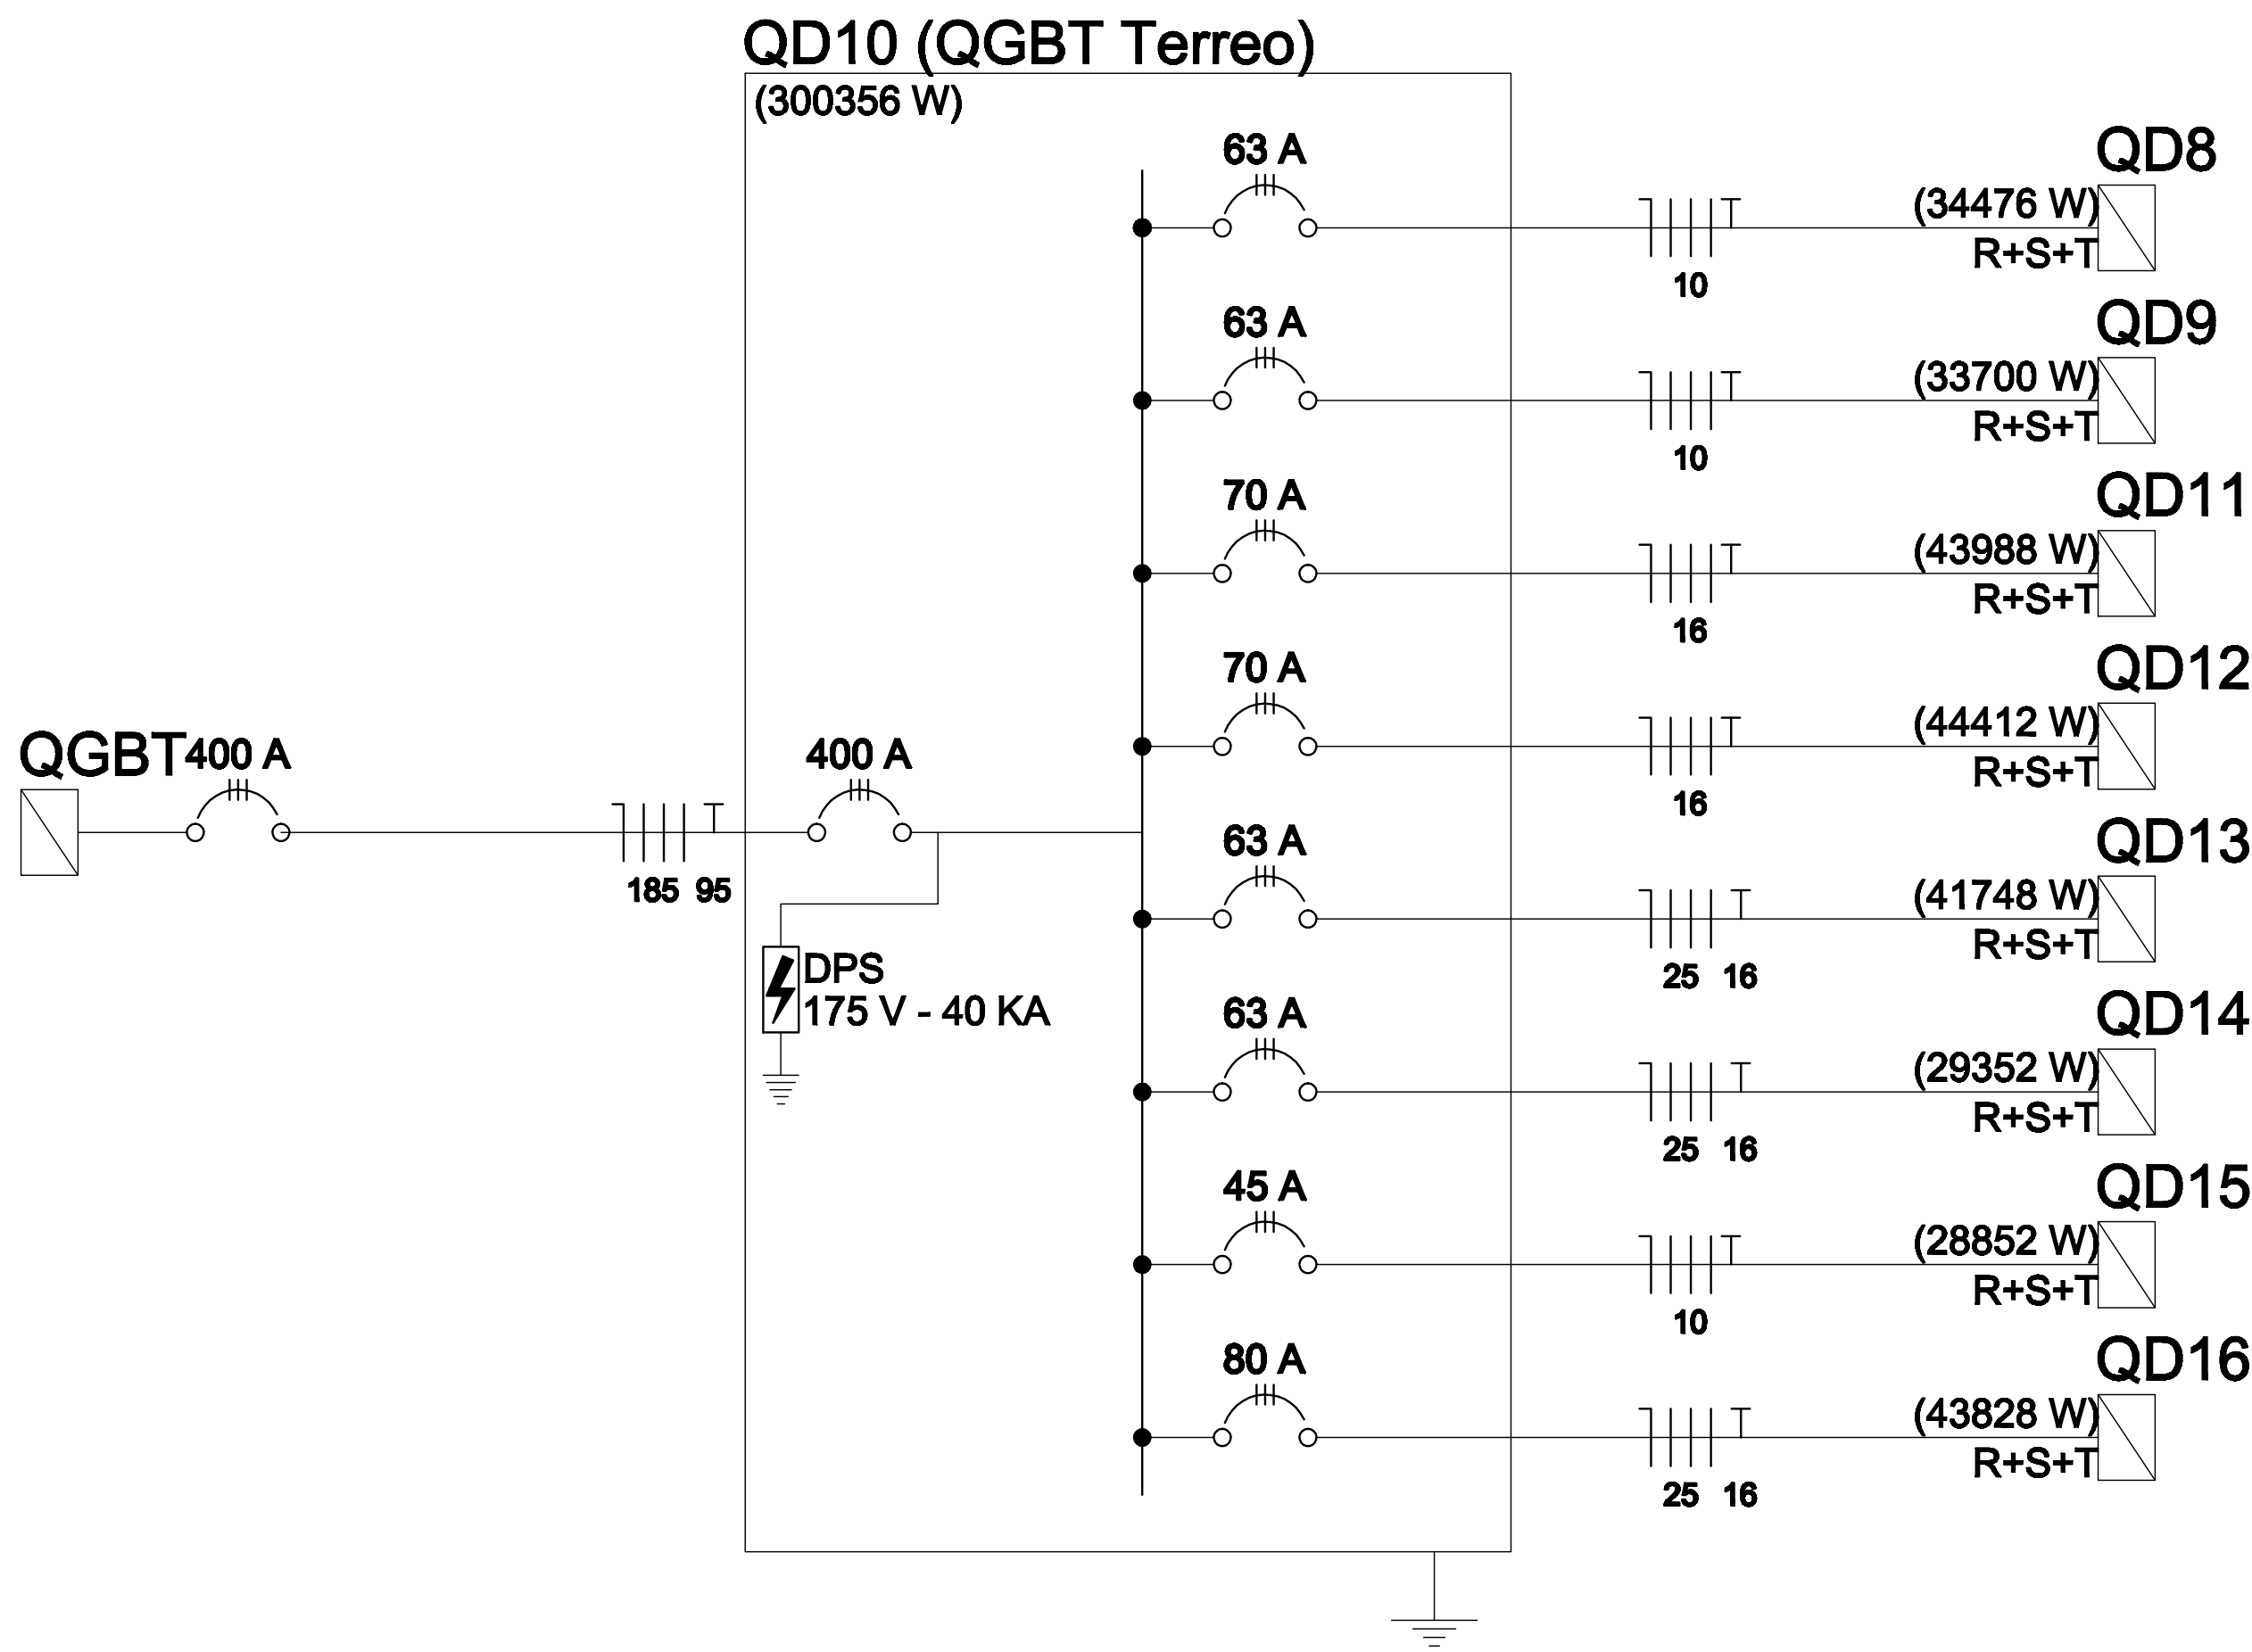 QD10 (QGBT Terreo)
(300356 W)
63 A
QD8
(34476 W)
R+S+T
10
63 A
QD9
(33700 W)
R+S+T
10
70 A
QD11
(43988 W)
R+S+T
16
70 A
QD12
(44412 W)
R+S+T
16
QGBT
400 A
400 A
185 95
DPS
175 V - 40 KA
63 A
QD13
(41748 W)
R+S+T
25 16
63 A
QD14
(29352 W)
R+S+T
25 16
45 A
QD15
(28852 W)
R+S+T
10
80 A
QD16
(43828 W)
R+S+T
25 16